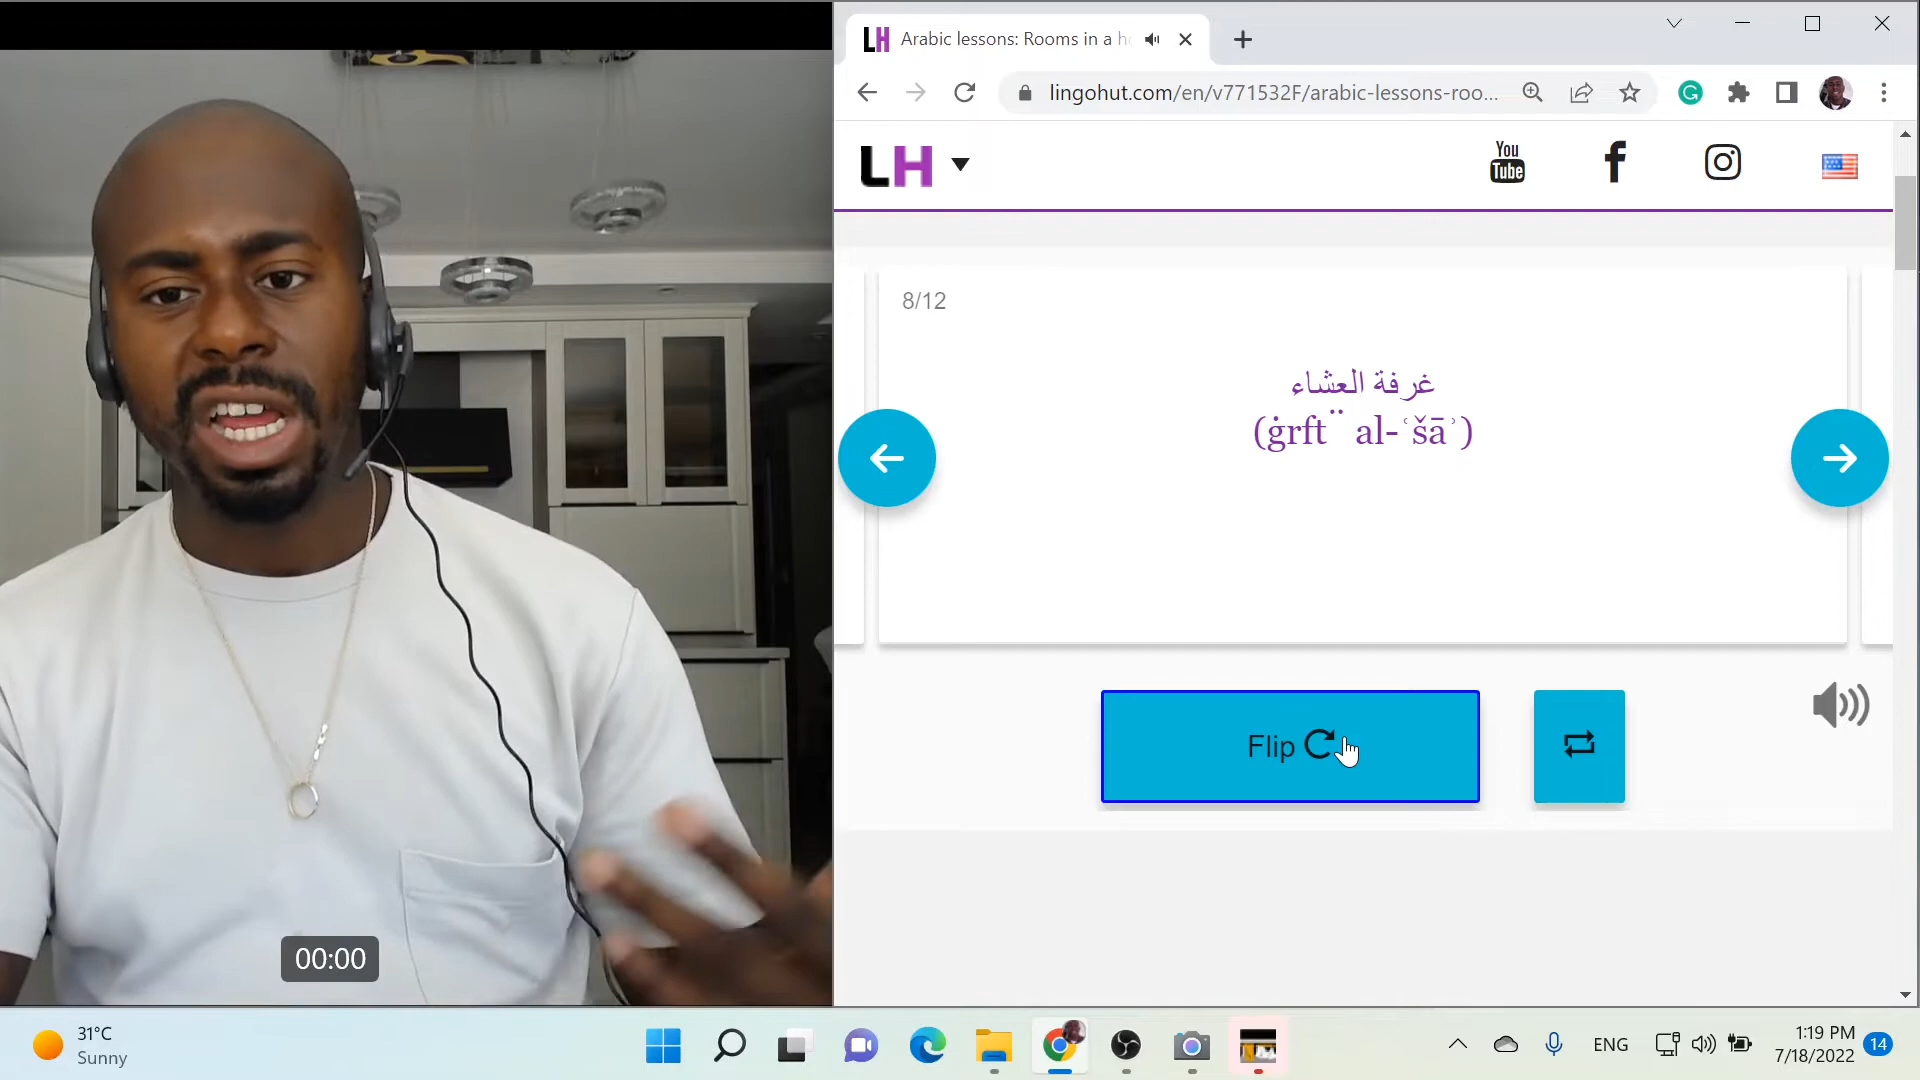 00:00
LH Arabic lessons: Rooms in a h
lingohut.com/en/v771532F/arabic-lessons-roo...
LH
You
Tube
8/12
غرفة العشاء
(ġrft¨ al-ʿšāʾ)
Flip
31°C
Sunny
ENG
1:19 PM
7/18/2022
14